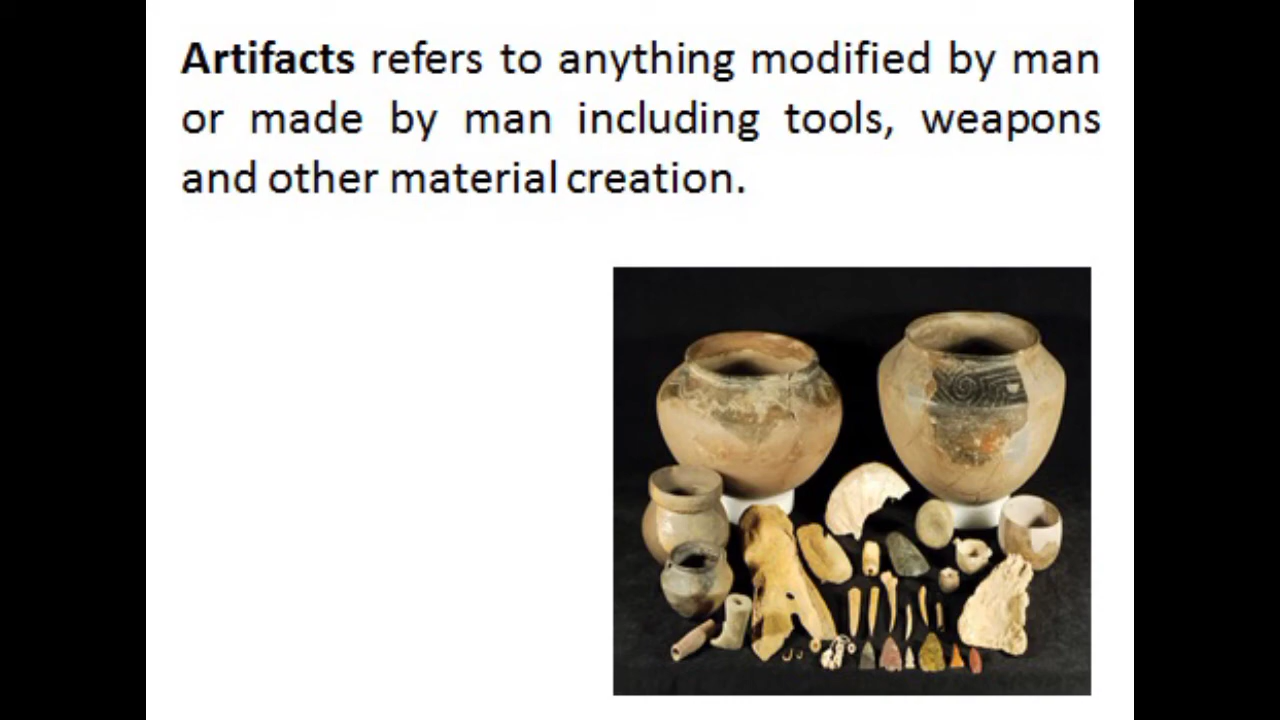 Artifacts refers to anything modified by man
or made by man including tools, weapons
and other material creation.